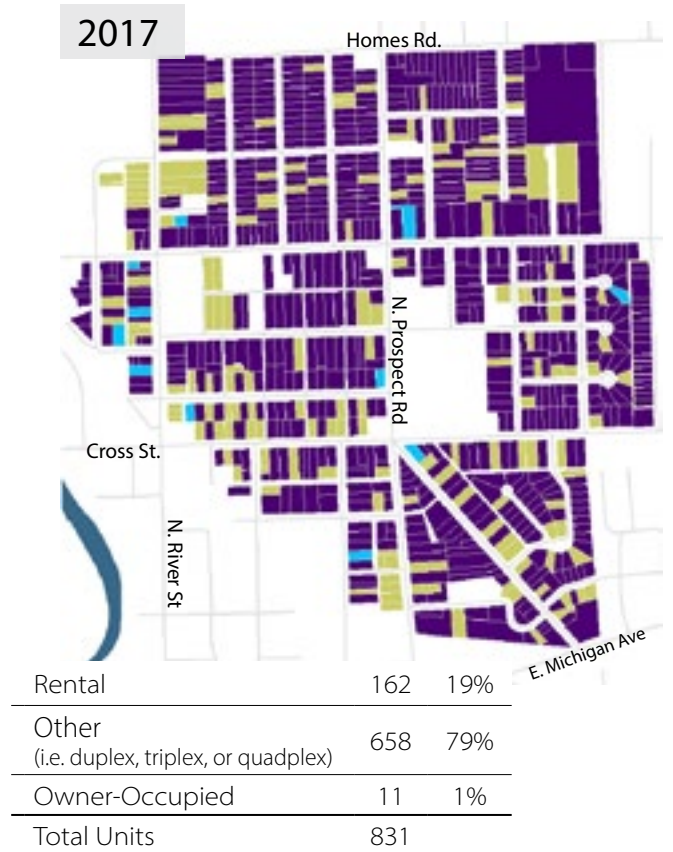 2017
Homes Rd.
N. Prospect Rd
Cross St.
N. River St
E. Michigan Ave
Rental 162 19%
Other
(i.e. duplex, triplex, or quadplex) 658 79%
Owner-Occupied 11 1%
Total Units 831